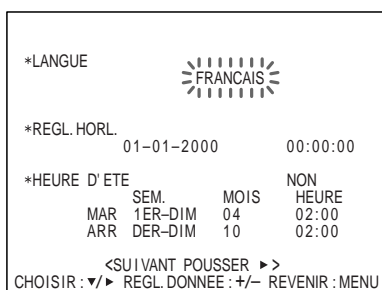 *LANGUE
FRANCAIS
*REGL. HORL.
01–01–2000 00:00:00
*HEURE D'ETE NON
SEM. MOIS HEURE
MAR 1ER–DIM 04 02:00
ARR DER–DIM 10 02:00
<SUIVANT POUSSER ►>
CHOISIR : ▼/► REGL. DONNEE : +/– REVENIR : MENU